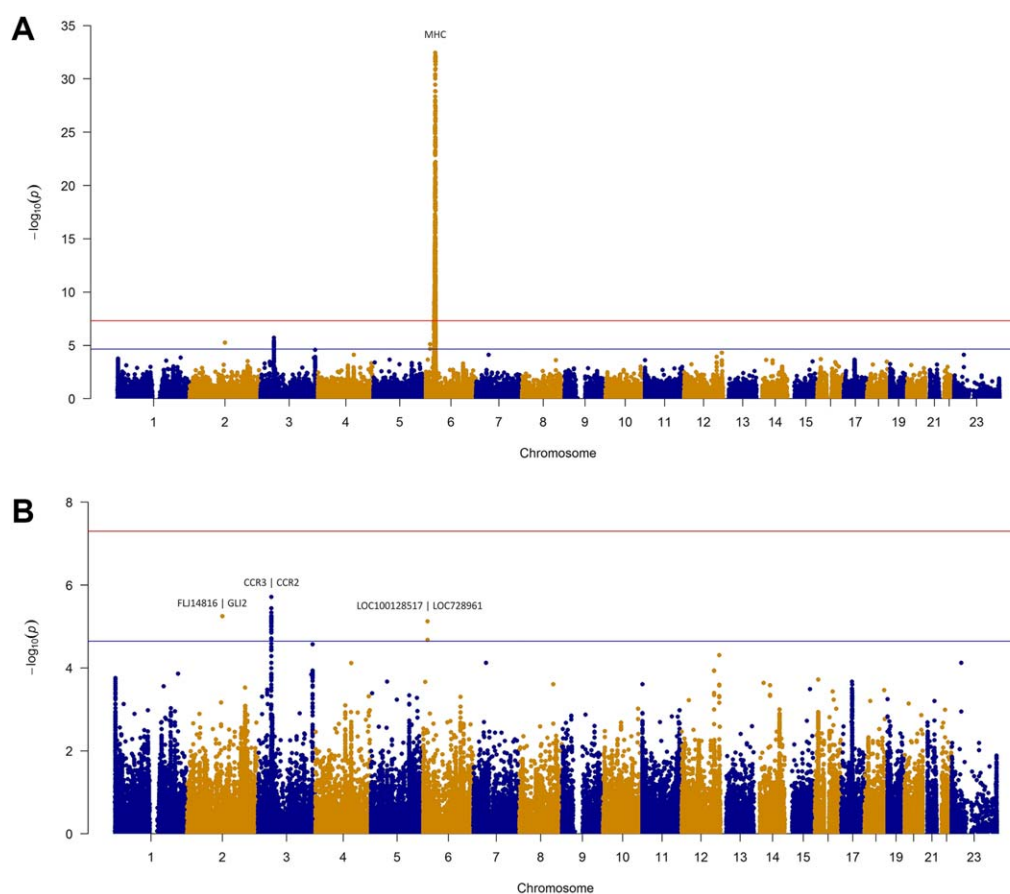 A
MHC
35
30
25
20
15
10
5
0
−log10(p)
1 2 3 4 5 6 7 8 9 10 11 12 13 14 15 17 19 21 23
Chromosome
B
8
6
4
2
0
−log10(p)
CCR3 | CCR2
FLJ14816 | GLI2
LOC100128517 | LOC728961
1 2 3 4 5 6 7 8 9 10 11 12 13 14 15 17 19 21 23
Chromosome